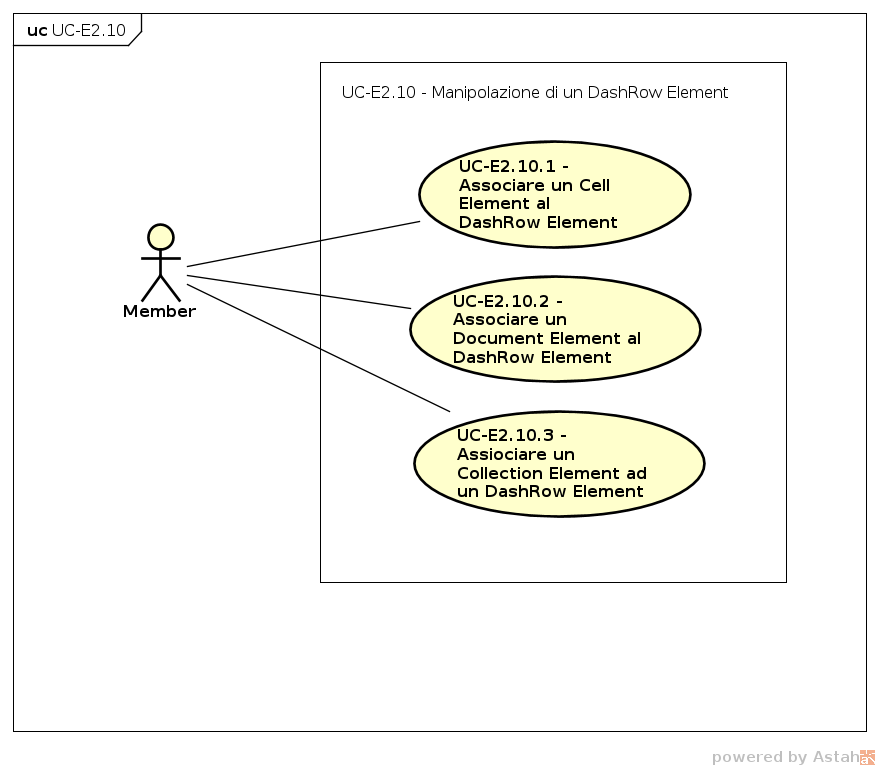 uc UC-E2.10
UC-E2.10 - Manipolazione di un DashRow Element
UC-E2.10.1 -
Associare un Cell
Element al
DashRow Element
Member
UC-E2.10.2 -
Associare un
Document Element al
DashRow Element
UC-E2.10.3 -
Assiociare un
Collection Element ad
un DashRow Element
powered by Astah